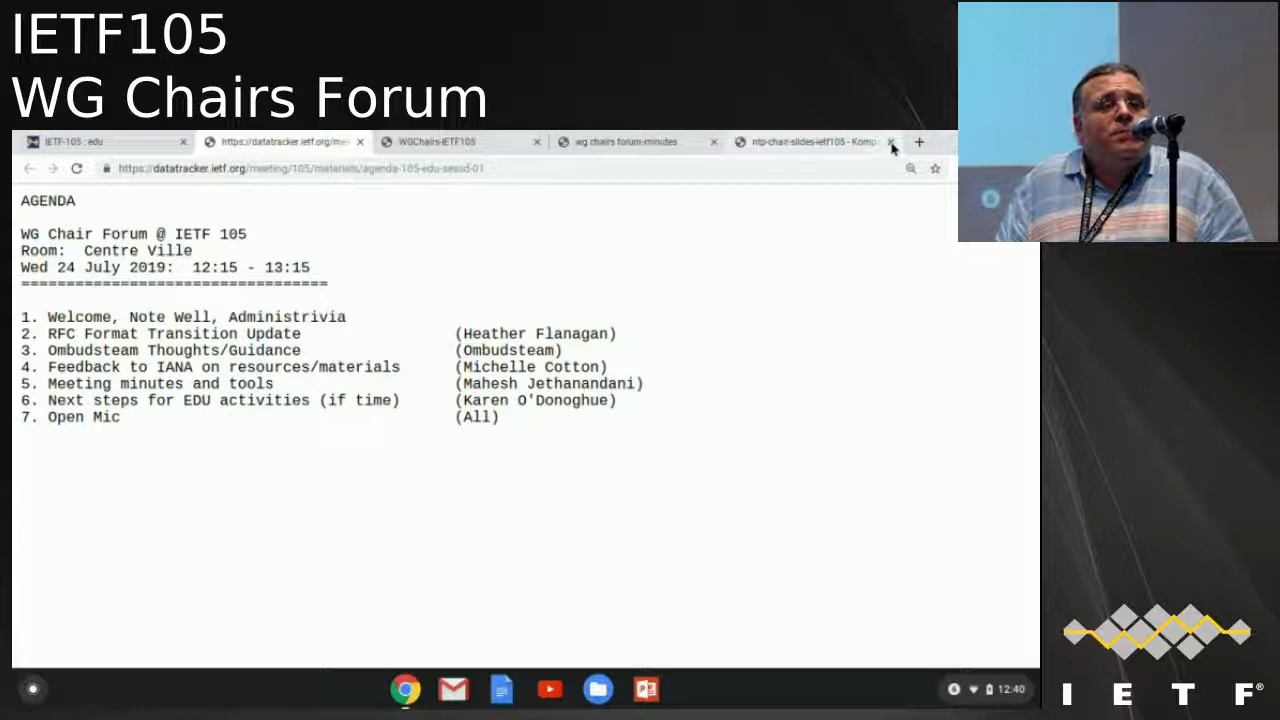 IETF105
WG Chairs Forum
IETF-105 : edu
https://datatracker.ietf.org/me
WGChairs-IETF105
wg chairs forum-minutes
ntp-chair-slides-ietf105 - Komp
https://datatracker.ietf.org/meeting/105/materials/agenda-105-edu-sessd-01
AGENDA
WG Chair Forum @ IETF 105
Room: Centre Ville
Wed 24 July 2019: 12:15 - 13:15
==================================
1. Welcome, Note Well, Administrivia
2. RFC Format Transition Update (Heather Flanagan)
3. Ombudsteam Thoughts/Guidance (Ombudsteam)
4. Feedback to IANA on resources/materials (Michelle Cotton)
5. Meeting minutes and tools (Mahesh Jethanandani)
6. Next steps for EDU activities (if time) (Karen O'Donoghue)
7. Open Mic (All)
12:40
I E T F®